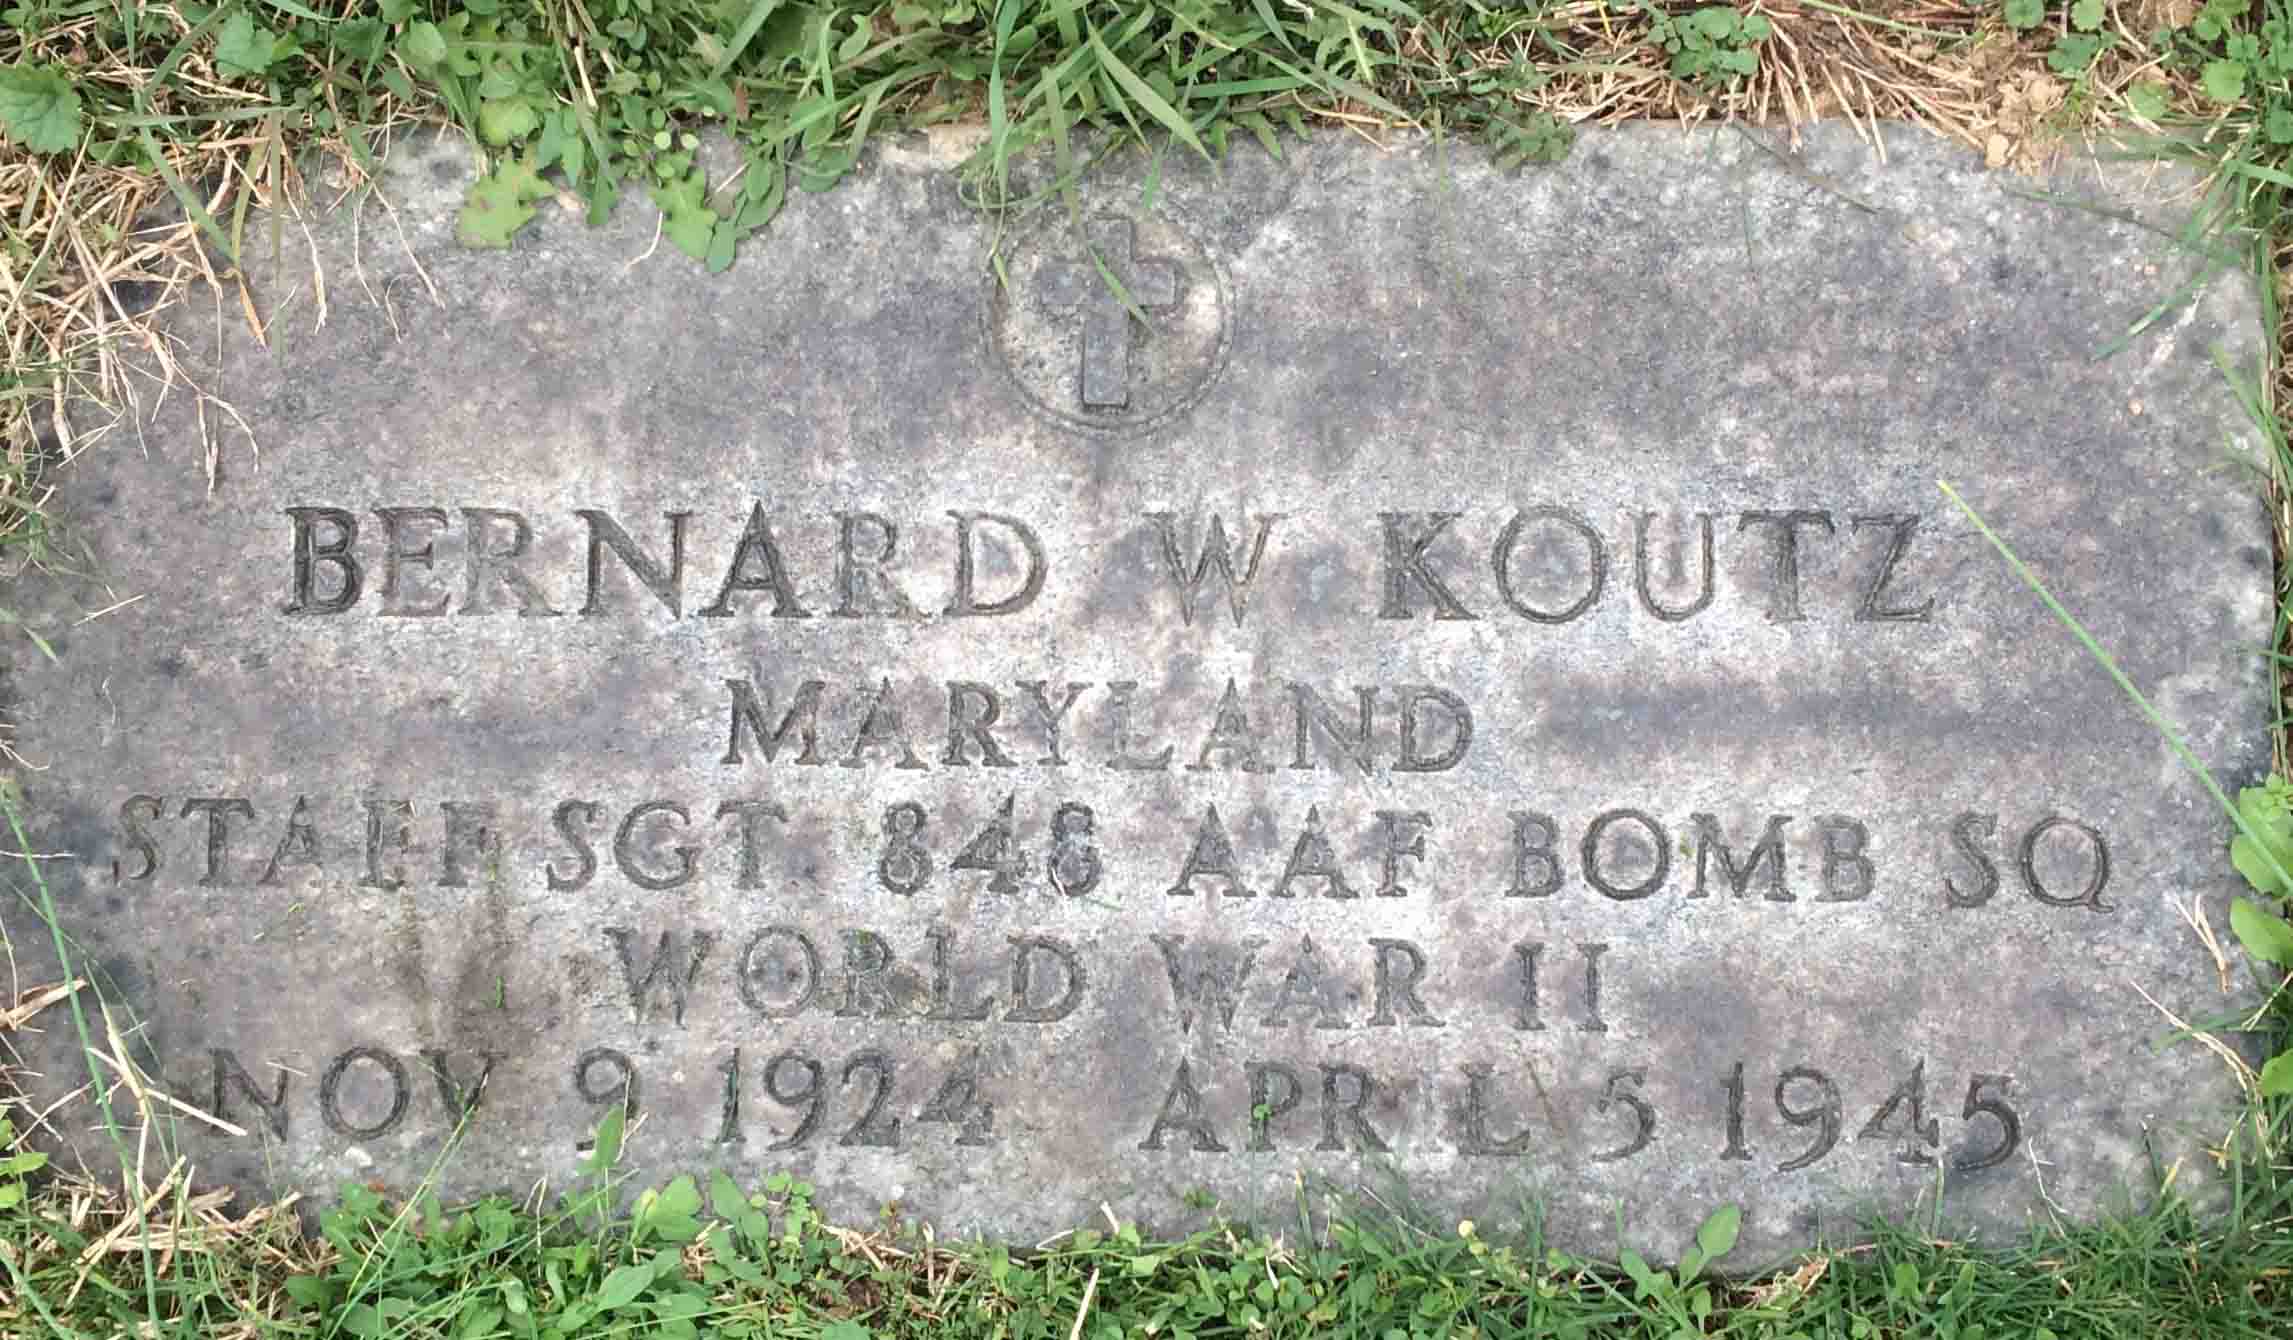 BERNARD W KOUTZ
MARYLAND
STAFF SGT 848 AAF BOMB SQ
WORLD WAR II
NOV 9 1924 APRIL 5 1945